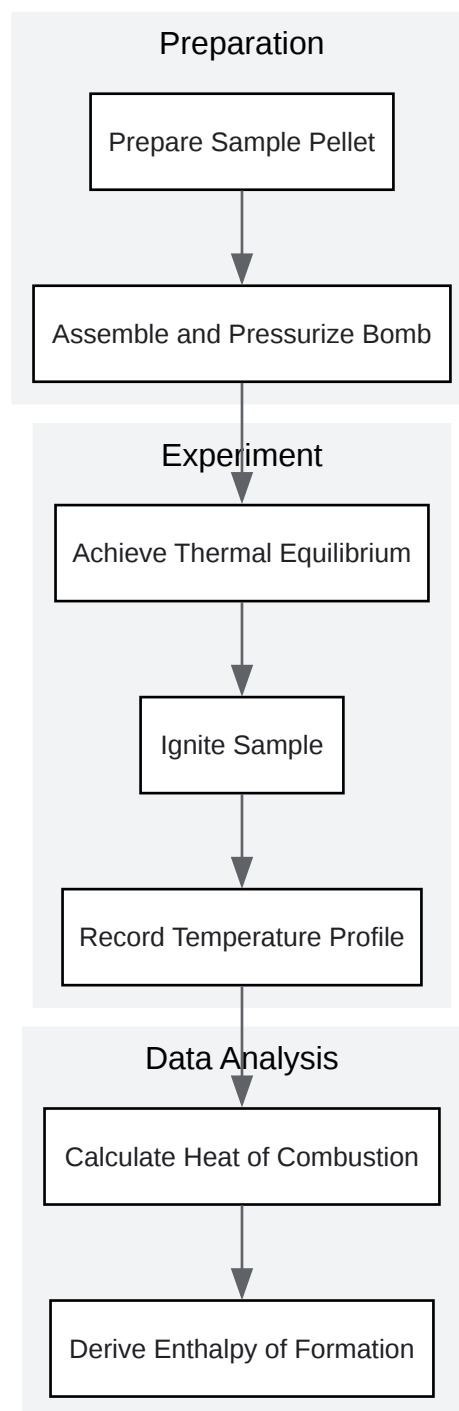 Preparation
Prepare Sample Pellet
Assemble and Pressurize Bomb
Experiment
Achieve Thermal Equilibrium
Ignite Sample
Record Temperature Profile
Data Analysis
Calculate Heat of Combustion
Derive Enthalpy of Formation